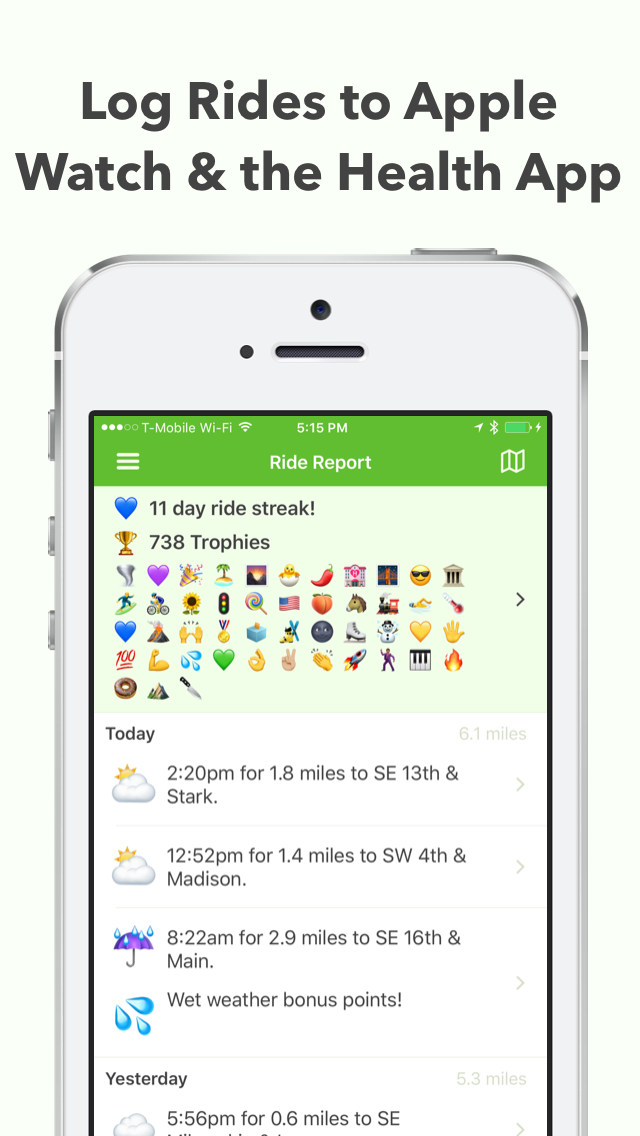 Log Rides to Apple
Watch & the Health App
T-Mobile Wi-Fi
5:15 PM
Ride Report
11 day ride streak!
738 Trophies
Today
6.1 miles
2:20pm for 1.8 miles to SE 13th &
Stark.
12:52pm for 1.4 miles to SW 4th &
Madison.
8:22am for 2.9 miles to SE 16th &
Main.
Wet weather bonus points!
Yesterday
5.3 miles
5:56pm for 0.6 miles to SE